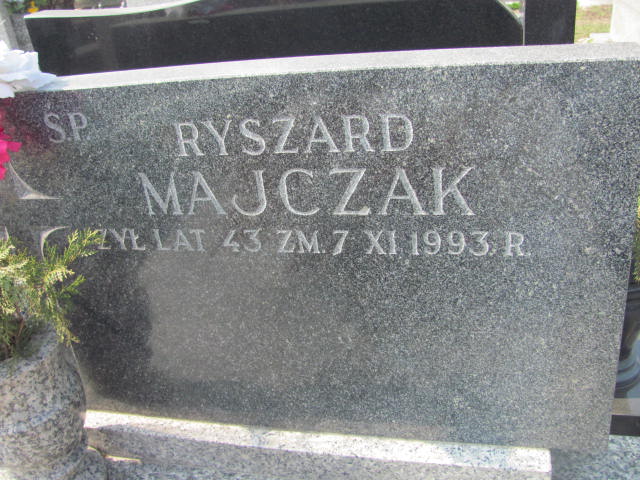 SP RYSZARD
MAJCZAK
ŻYŁ LAT 43 ZM. 7 XI 1993. R.